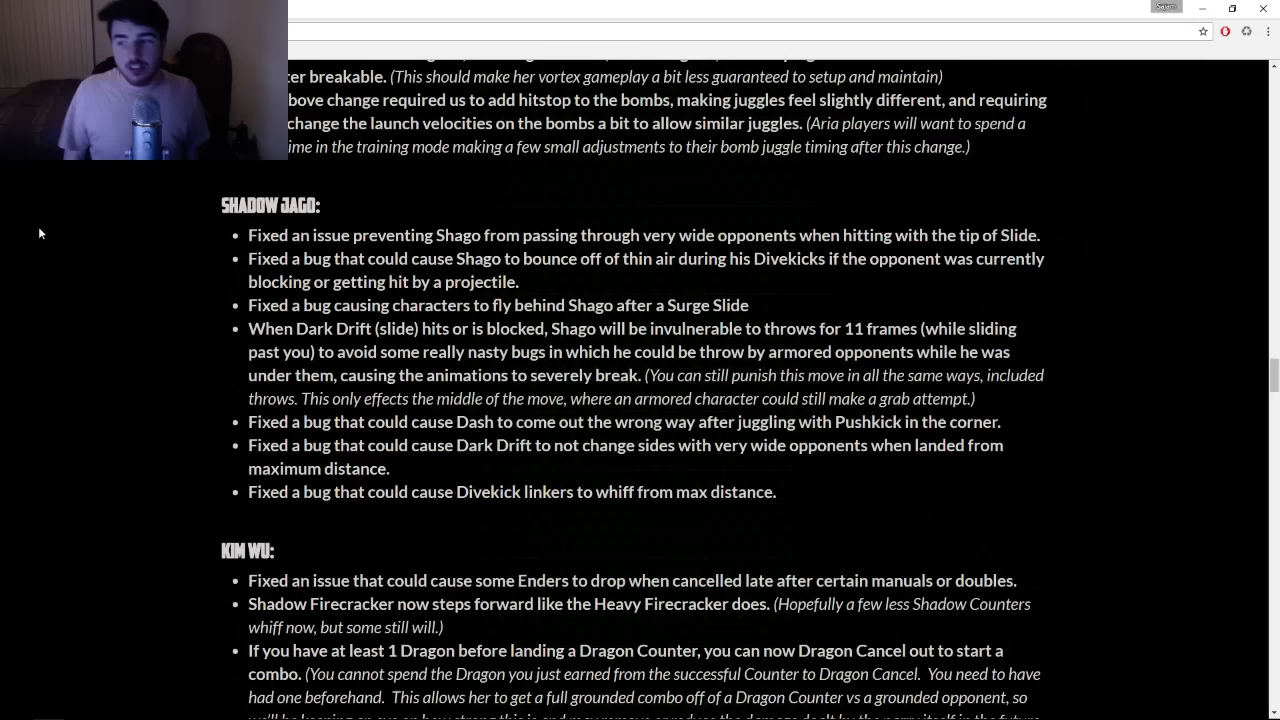 Sajam
ter breakable. (This should make her vortex gameplay a bit less guaranteed to setup and maintain)
bove change required us to add hitstop to the bombs, making juggles feel slightly different, and requiring
change the launch velocities on the bombs a bit to allow similar juggles. (Aria players will want to spend a
ime in the training mode making a few small adjustments to their bomb juggle timing after this change.)
SHADOW JAGO:
• Fixed an issue preventing Shago from passing through very wide opponents when hitting with the tip of Slide.
• Fixed a bug that could cause Shago to bounce off of thin air during his Divekicks if the opponent was currently
blocking or getting hit by a projectile.
• Fixed a bug causing characters to fly behind Shago after a Surge Slide
• When Dark Drift (slide) hits or is blocked, Shago will be invulnerable to throws for 11 frames (while sliding
past you) to avoid some really nasty bugs in which he could be throw by armored opponents while he was
under them, causing the animations to severely break. (You can still punish this move in all the same ways, included
throws. This only effects the middle of the move, where an armored character could still make a grab attempt.)
• Fixed a bug that could cause Dash to come out the wrong way after juggling with Pushkick in the corner.
• Fixed a bug that could cause Dark Drift to not change sides with very wide opponents when landed from
maximum distance.
• Fixed a bug that could cause Divekick linkers to whiff from max distance.
KIM WU:
• Fixed an issue that could cause some Enders to drop when cancelled late after certain manuals or doubles.
• Shadow Firecracker now steps forward like the Heavy Firecracker does. (Hopefully a few less Shadow Counters
whiff now, but some still will.)
• If you have at least 1 Dragon before landing a Dragon Counter, you can now Dragon Cancel out to start a
combo. (You cannot spend the Dragon you just earned from the successful Counter to Dragon Cancel. You need to have
had one beforehand. This allows her to get a full grounded combo off of a Dragon Counter vs a grounded opponent, so